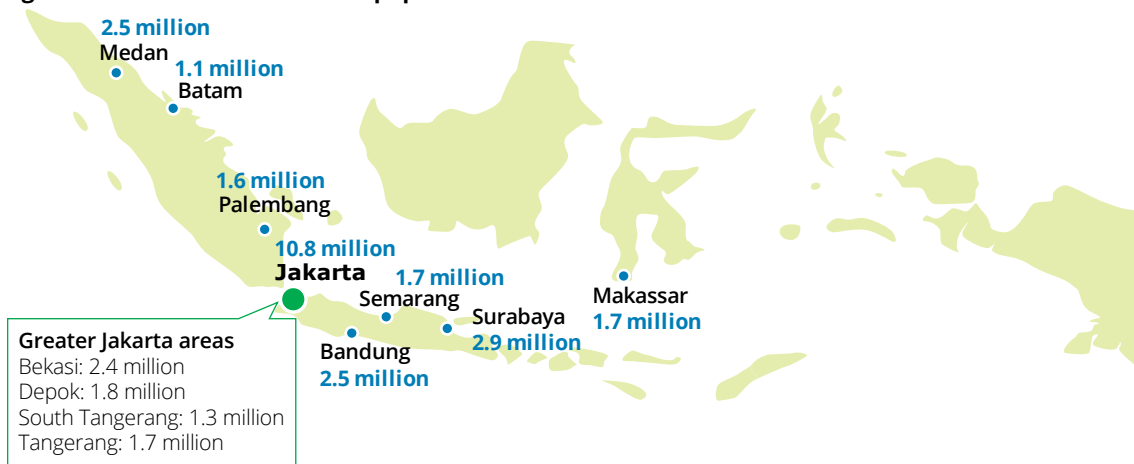 2.5 million
Medan
1.1 million
Batam
1.6 million
Palembang
10.8 million
Jakarta
1.7 million
Semarang
Surabaya
2.9 million
Bandung
2.5 million
Makassar
1.7 million
Greater Jakarta areas
Bekasi: 2.4 million
Depok: 1.8 million
South Tangerang: 1.3 million
Tangerang: 1.7 million